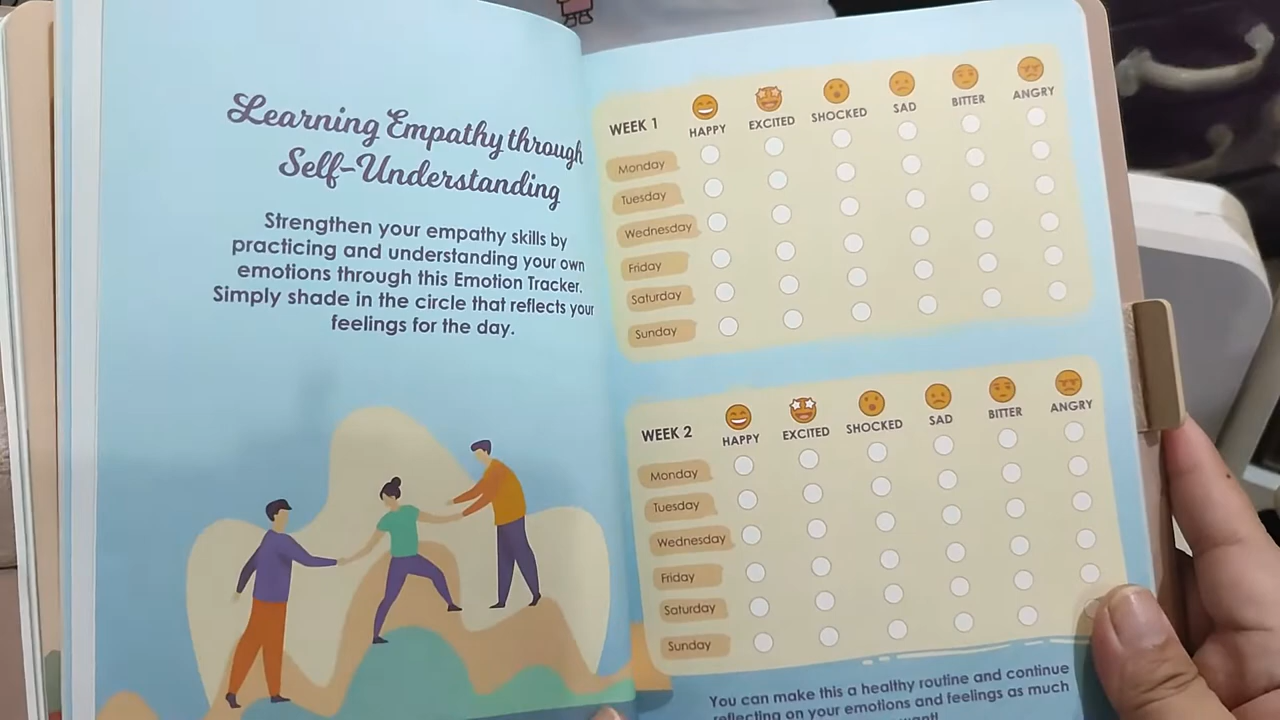 Learning Empathy through
Self-Understanding
Strengthen your empathy skills by
practicing and understanding your own
emotions through this Emotion Tracker.
Simply shade in the circle that reflects your
feelings for the day.
WEEK 1 HAPPY EXCITED SHOCKED SAD BITTER ANGRY
Monday
Tuesday
Wednesday
Friday
Saturday
Sunday
WEEK 2 HAPPY EXCITED SHOCKED SAD BITTER ANGRY
Monday
Tuesday
Wednesday
Friday
Saturday
Sunday
You can make this a healthy routine and continue
reflecting on your emotions and feelings as much